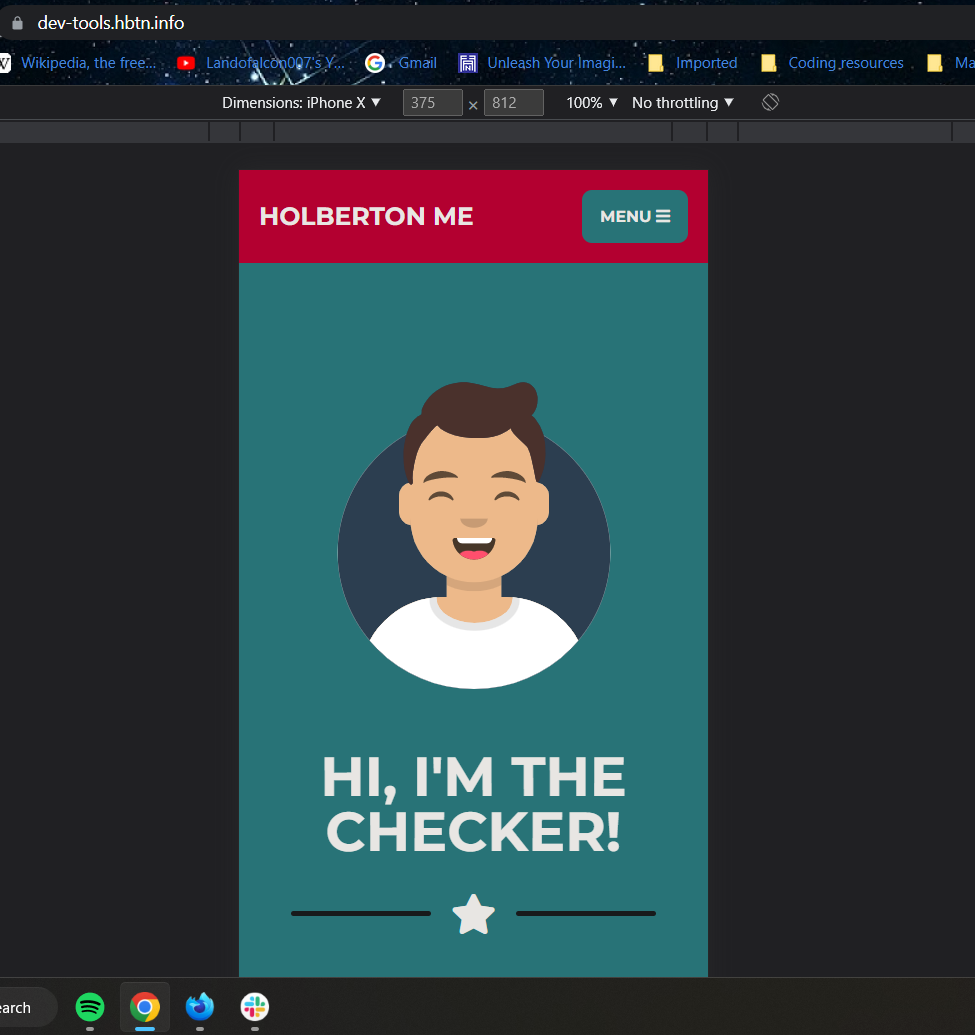 dev-tools.hbtn.info
W Wikipedia, the free... Landofalcon007's Y... Gmail Unleash Your Imagi... Imported Coding resources Ma
Dimensions: iPhone X ▼ 375 × 812 100% ▼ No throttling ▼
HOLBERTON ME MENU ☰
HI, I'M THE
CHECKER!
earch